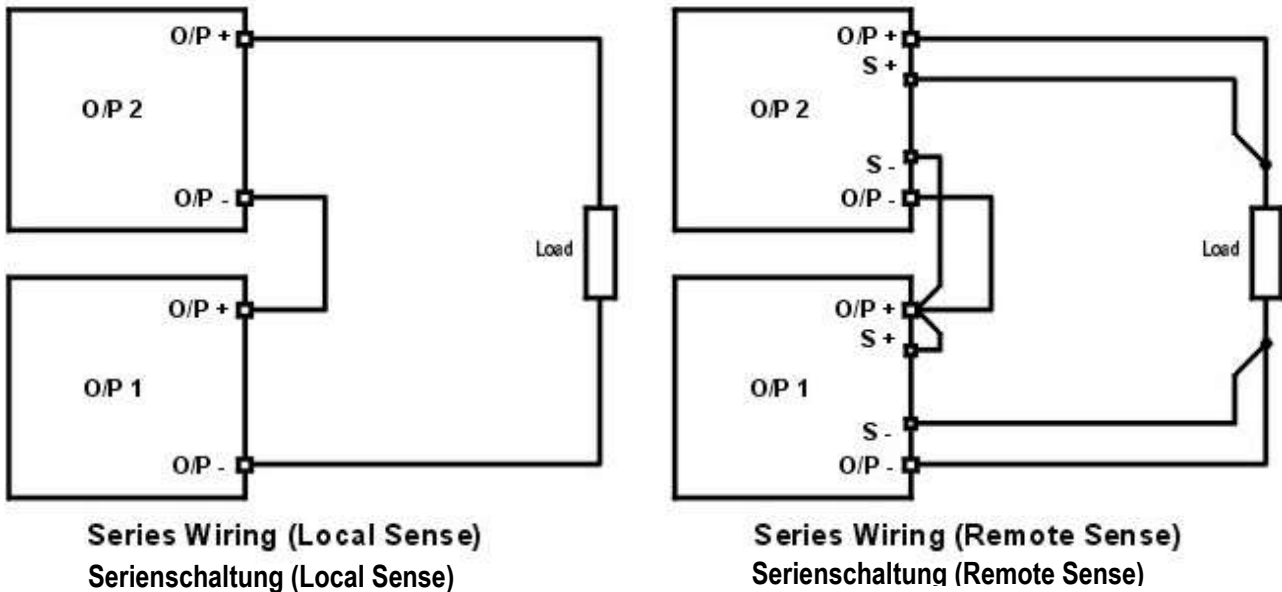 O/P +
O/P 2
O/P -
O/P +
O/P 1
O/P -
Load
Series Wiring (Local Sense)
Serienschaltung (Local Sense)
O/P +
S +
O/P 2
S -
O/P -
O/P +
S +
O/P 1
S -
O/P -
Load
Series Wiring (Remote Sense)
Serienschaltung (Remote Sense)